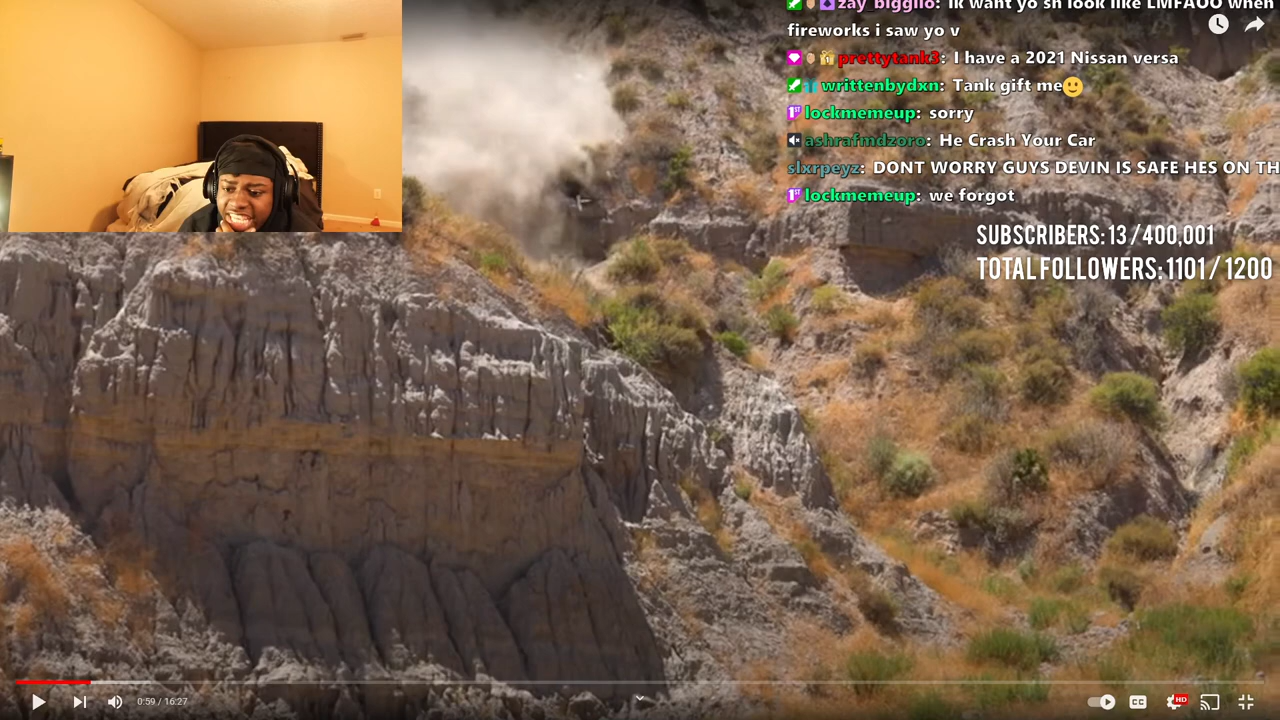 zay_bigglio: Ik want yo sh look like LMFAOO when
fireworks i saw yo v
prettytank3: I have a 2021 Nissan versa
writtenbydxn: Tank gift me
lockmemeup: sorry
ashrafmdzoro: He Crash Your Car
slxrpeyz: DONT WORRY GUYS DEVIN IS SAFE HES ON TH
lockmemeup: we forgot
SUBSCRIBERS: 13 / 400,001
TOTAL FOLLOWERS: 1101 / 1200
0:59 / 16:27
CC
HD